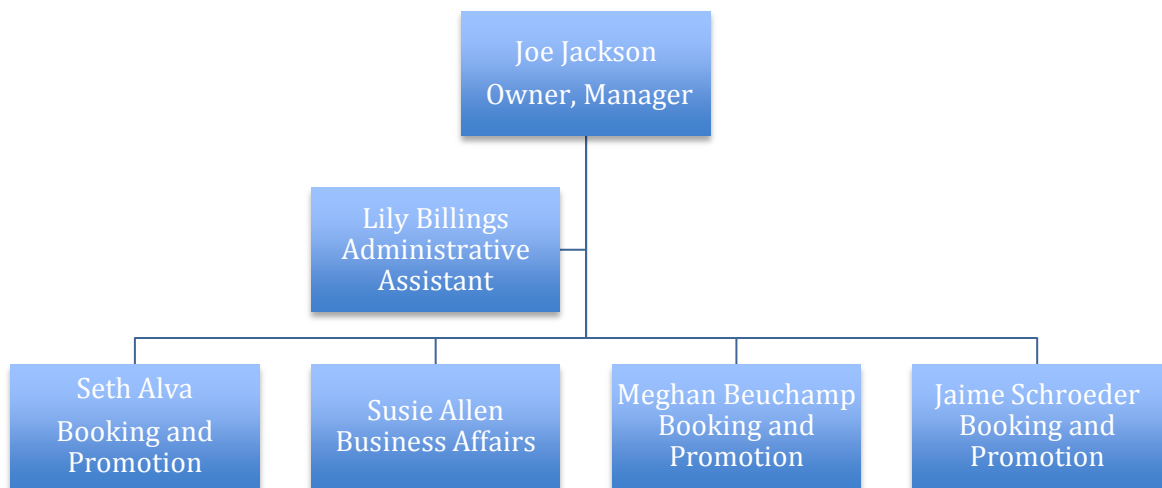 Joe Jackson
Owner, Manager
Lily Billings
Administrative
Assistant
Seth Alva
Booking and
Promotion
Susie Allen
Business Affairs
Meghan Beuchamp
Booking and
Promotion
Jaime Schroeder
Booking and
Promotion